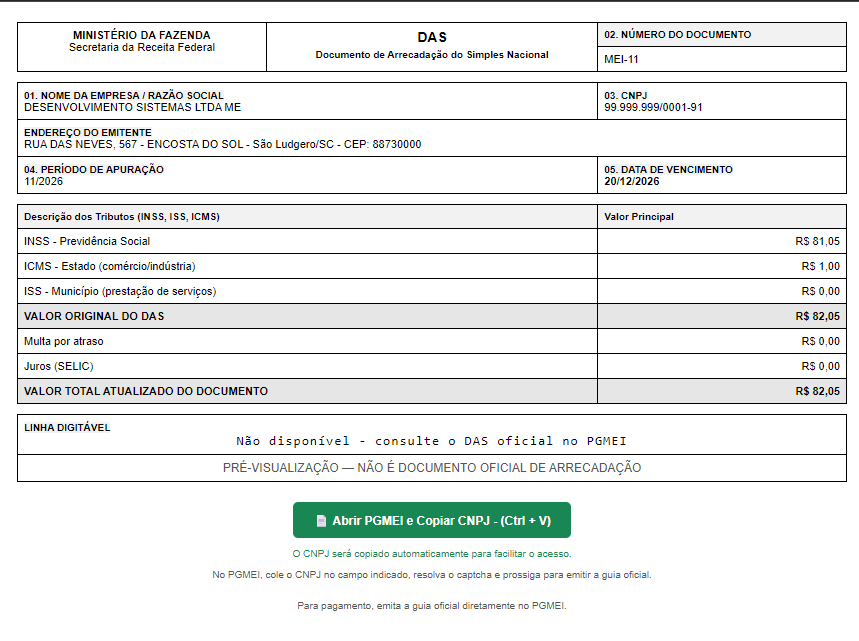 MINISTÉRIO DA FAZENDA
Secretaria da Receita Federal
DAS
Documento de Arrecadação do Simples Nacional
02. NÚMERO DO DOCUMENTO
MEI-11
01. NOME DA EMPRESA / RAZÃO SOCIAL
DESENVOLVIMENTO SISTEMAS LTDA ME
03. CNPJ
99.999.999/0001-91
ENDEREÇO DO EMITENTE
RUA DAS NEVES, 567 - ENCOSTA DO SOL - São Ludgero/SC - CEP: 88730000
04. PERÍODO DE APURAÇÃO
11/2026
05. DATA DE VENCIMENTO
20/12/2026
Descrição dos Tributos (INSS, ISS, ICMS) Valor Principal
INSS - Previdência Social R$ 81,05
ICMS - Estado (comércio/indústria) R$ 1,00
ISS - Município (prestação de serviços) R$ 0,00
VALOR ORIGINAL DO DAS R$ 82,05
Multa por atraso R$ 0,00
Juros (SELIC) R$ 0,00
VALOR TOTAL ATUALIZADO DO DOCUMENTO R$ 82,05
LINHA DIGITÁVEL
Não disponível - consulte o DAS oficial no PGMEI
PRÉ-VISUALIZAÇÃO — NÃO É DOCUMENTO OFICIAL DE ARRECADAÇÃO
Abrir PGMEI e Copiar CNPJ - (Ctrl + V)
O CNPJ será copiado automaticamente para facilitar o acesso.
No PGMEI, cole o CNPJ no campo indicado, resolva o captcha e prossiga para emitir a guia oficial.
Para pagamento, emita a guia oficial diretamente no PGMEI.